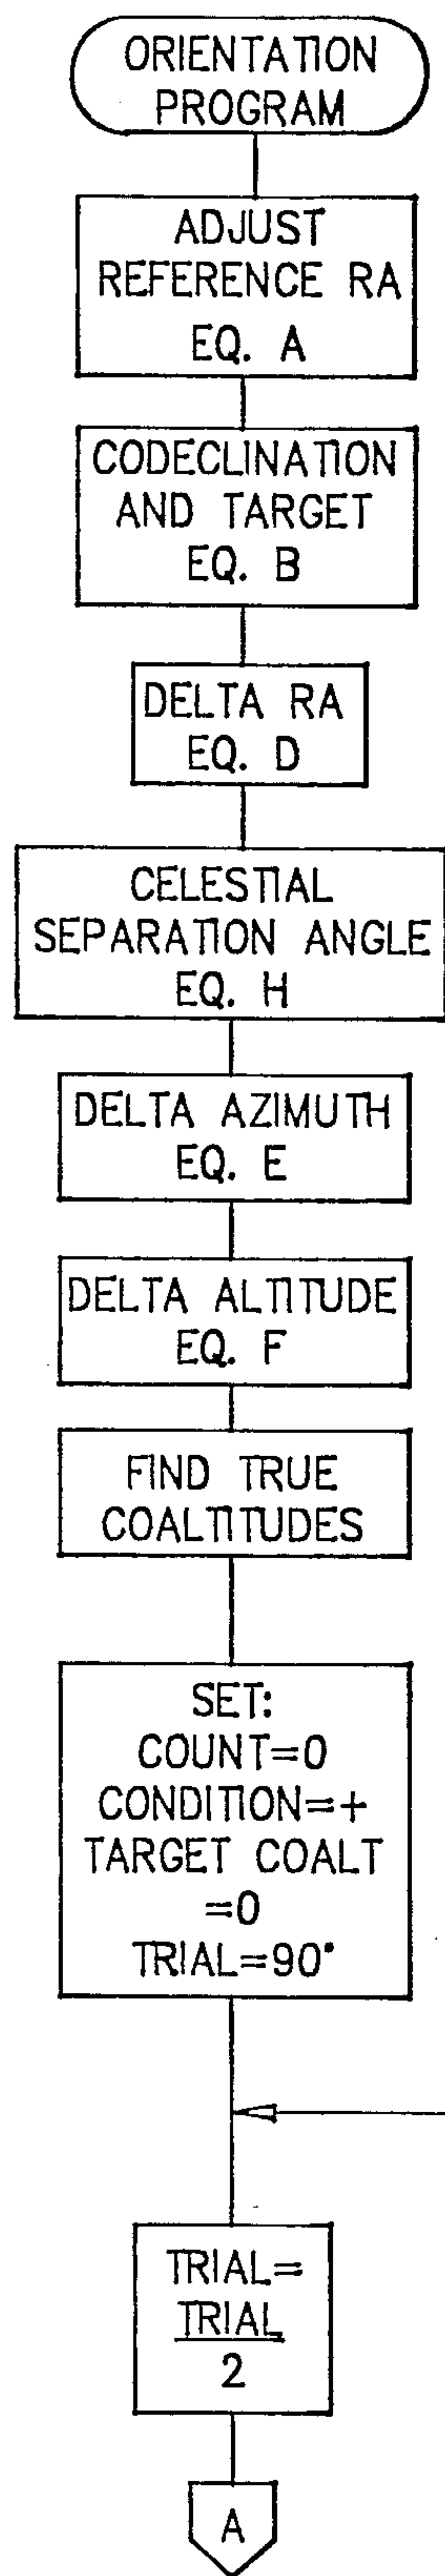 ORIENTATION
PROGRAM
ADJUST
REFERENCE RA
EQ. A
CODECLINATION
AND TARGET
EQ. B
DELTA RA
EQ. D
CELESTIAL
SEPARATION ANGLE
EQ. H
DELTA AZIMUTH
EQ. E
DELTA ALTITUDE
EQ. F
FIND TRUE
COALTITUDES
SET:
COUNT=0
CONDITION=+
TARGET COALT
=0
TRIAL=90°
TRIAL=
TRIAL
2
A